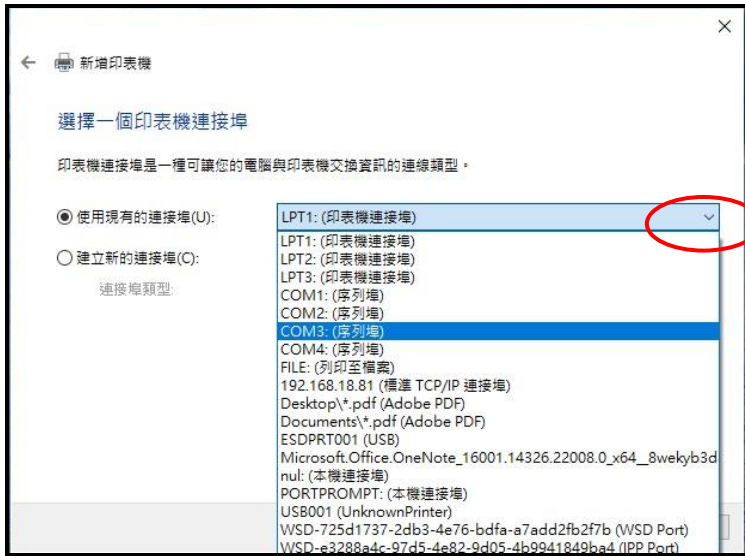 新增印表機
選擇一個印表機連接埠
印表機連接埠是一種可讓您的電腦與印表機交換資訊的連線類型。
使用現有的連接埠(U):
LPT1: (印表機連接埠)
建立新的連接埠(C):
連接埠類型:
LPT1: (印表機連接埠)
LPT2: (印表機連接埠)
LPT3: (印表機連接埠)
COM1: (序列埠)
COM2: (序列埠)
COM3: (序列埠)
COM4: (序列埠)
FILE: (列印至檔案)
192.168.18.81 (標準 TCP/IP 連接埠)
Desktop\*.pdf (Adobe PDF)
Documents\*.pdf (Adobe PDF)
ESDPRT001 (USB)
Microsoft.Office.OneNote_16001.14326.22008.0_x64__8wekyb3d
nul: (本機連接埠)
PORTPROMPT: (本機連接埠)
USB001 (UnknownPrinter)
WSD-725d1737-2db3-4e76-bdfa-a7add2fb2f7b (WSD Port)
WSD-e3288a4c-97d5-4e82-9d05-4b9941849ba4 (IPP Port)